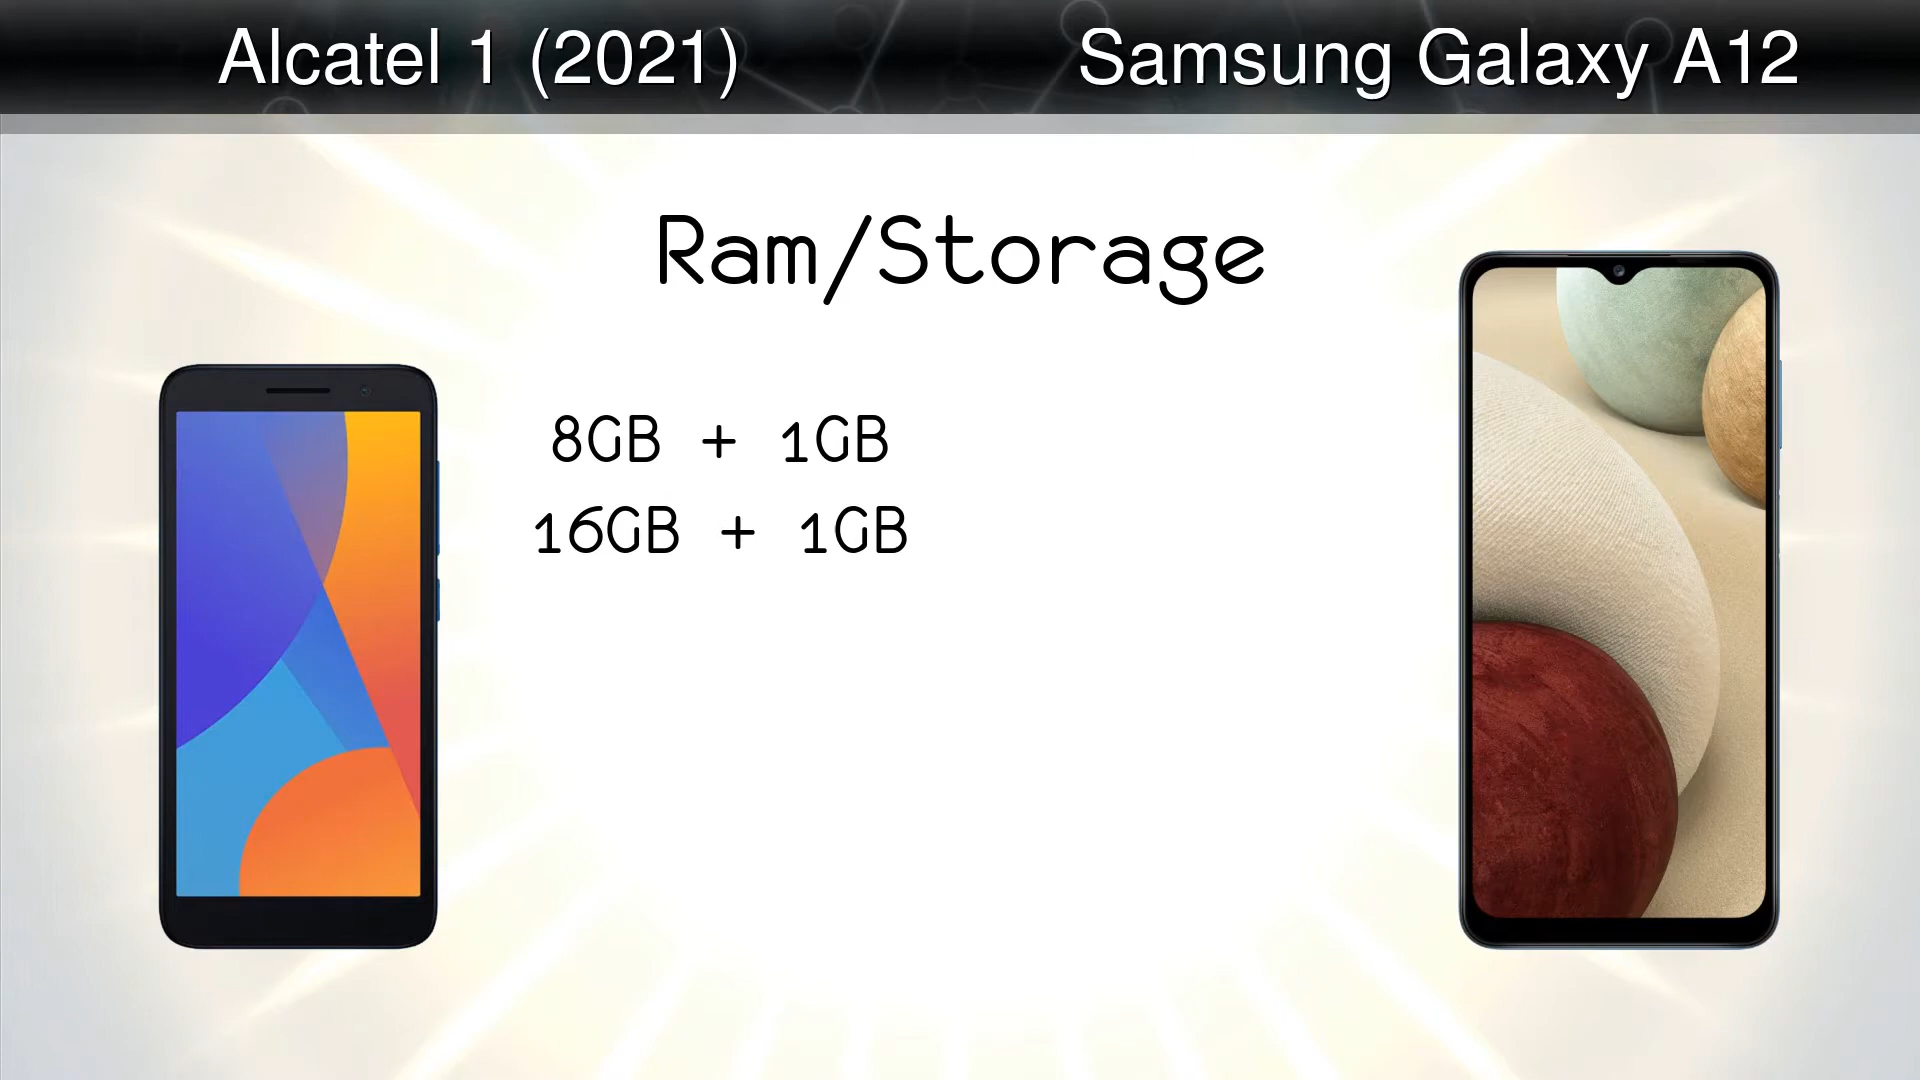 Alcatel 1 (2021)
Samsung Galaxy A12
Ram/Storage
8GB + 1GB
16GB + 1GB